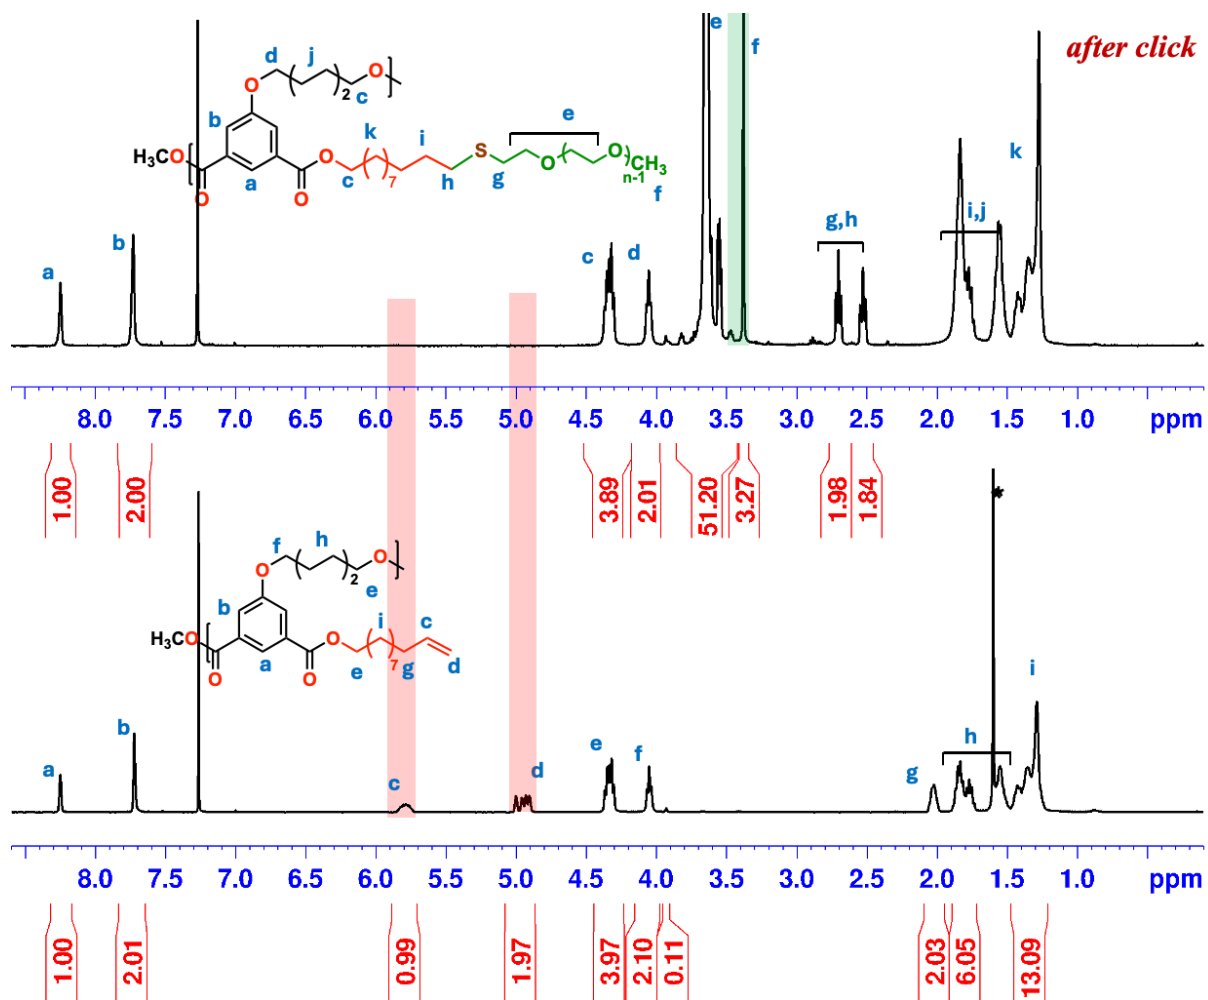 after click
e
f
d j
O O
2
c
b e
k i
H₃C O
O S O O CH₃
7 n-1
O a O c h g f
k
i,j
g,h
b
a
c d
8.0 7.5 7.0 6.5 6.0 5.5 5.0 4.5 4.0 3.5 3.0 2.5 2.0 1.5 1.0 ppm
1.00 2.00 3.89 2.01 51.20 3.27 1.98 1.84
*
f h
O O
2
e
b
i c
H₃C O
O
7
O a O e g d
i
b
a
c d e f g h
8.0 7.5 7.0 6.5 6.0 5.5 5.0 4.5 4.0 3.5 3.0 2.5 2.0 1.5 1.0 ppm
1.00 2.01 0.99 1.97 3.97 2.10 0.11 2.03 6.05 13.09